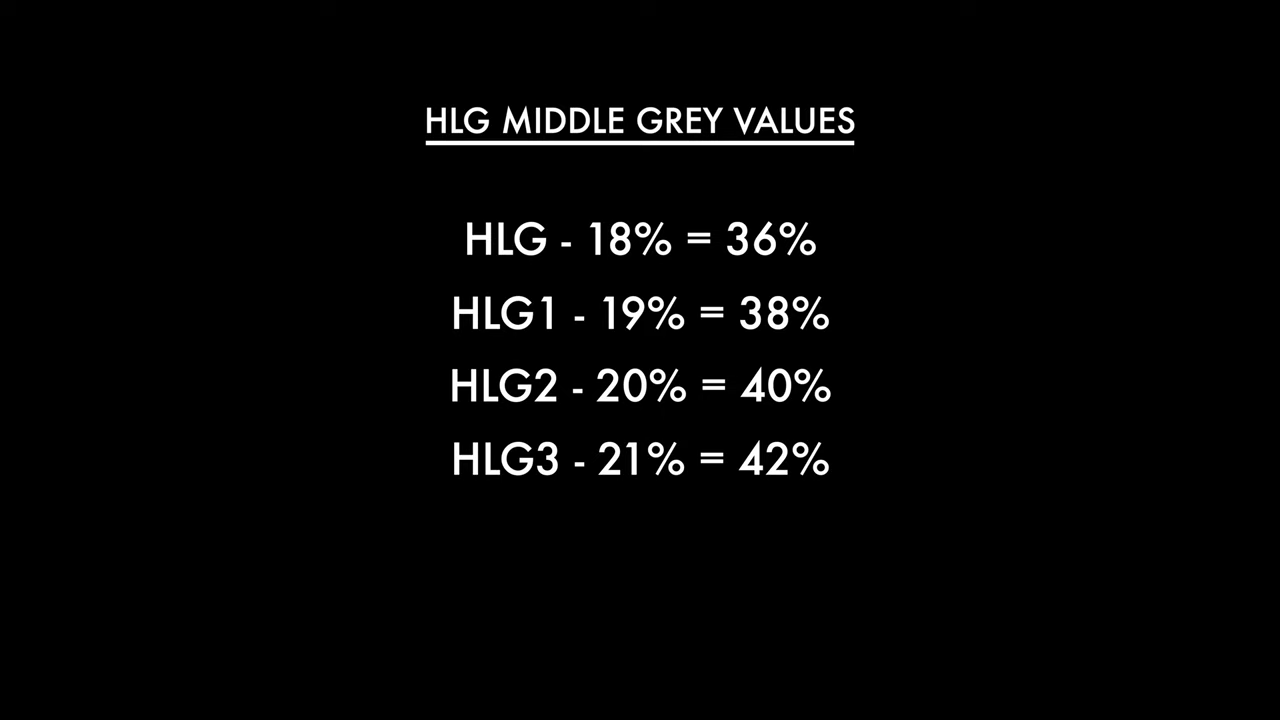 HLG MIDDLE GREY VALUES
HLG - 18% = 36%
HLG1 - 19% = 38%
HLG2 - 20% = 40%
HLG3 - 21% = 42%